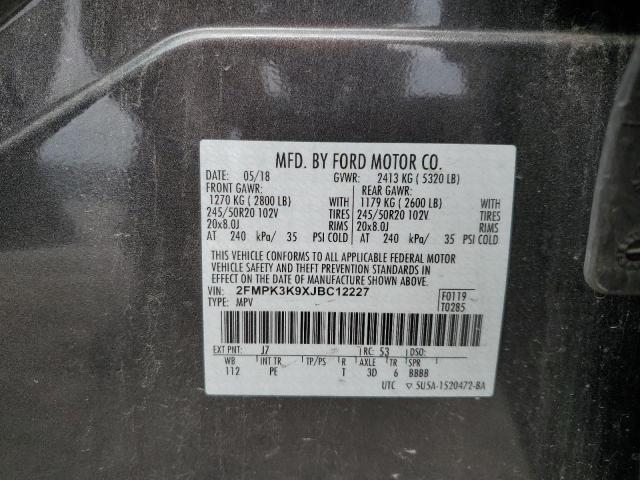 MFD. BY FORD MOTOR CO.
DATE: 05/18 GVWR: 2413 KG ( 5320 LB)
FRONT GAWR: REAR GAWR:
1270 KG ( 2800 LB) WITH 1179 KG ( 2600 LB) WITH
245/50R20 102V TIRES 245/50R20 102V TIRES
20x8.0J RIMS 20x8.0J RIMS
AT 240 kPa/ 35 PSI COLD AT 240 kPa/ 35 PSI COLD
THIS VEHICLE CONFORMS TO ALL APPLICABLE FEDERAL MOTOR
VEHICLE SAFETY AND THEFT PREVENTION STANDARDS IN
EFFECT ON THE DATE OF MANUFACTURE SHOWN ABOVE.
VIN: 2FMPK3K9XJBC12227 F0119
TYPE: MPV T0285
EXT PNT: J7 RC: 53 DSO:
WB INT TR TP/PS R AXLE TR SPR
112 PE T 3D 6 BBBB
UTC ▽ 5U5A-1520472-BA